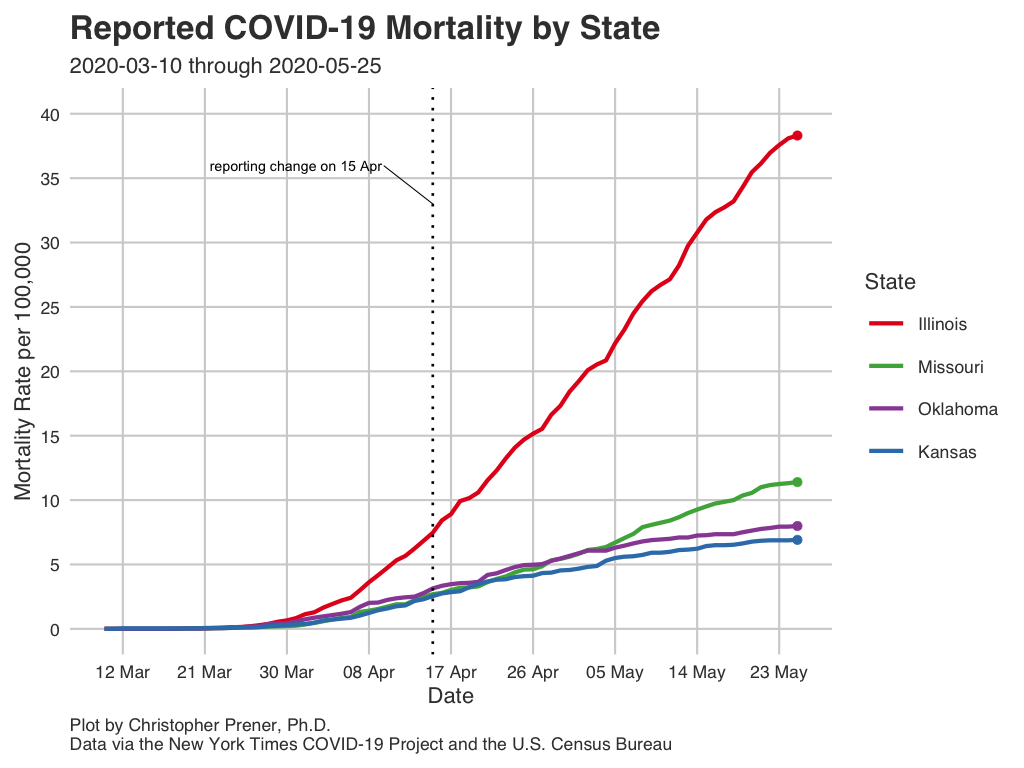 Reported COVID-19 Mortality by State
2020-03-10 through 2020-05-25
Mortality Rate per 100,000
40
35
30
25
20
15
10
5
0
reporting change on 15 Apr
12 Mar
21 Mar
30 Mar
08 Apr
17 Apr
26 Apr
05 May
14 May
23 May
Date
State
Illinois
Missouri
Oklahoma
Kansas
Plot by Christopher Prener, Ph.D.
Data via the New York Times COVID-19 Project and the U.S. Census Bureau